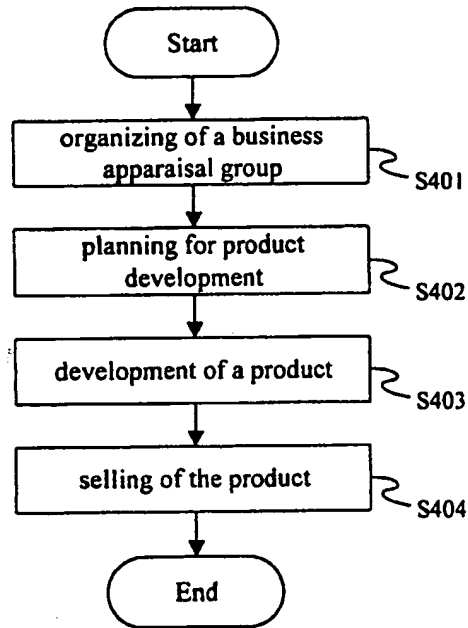 Start
organizing of a business
apparaisal group
S401
planning for product
development
S402
development of a product
S403
selling of the product
S404
End